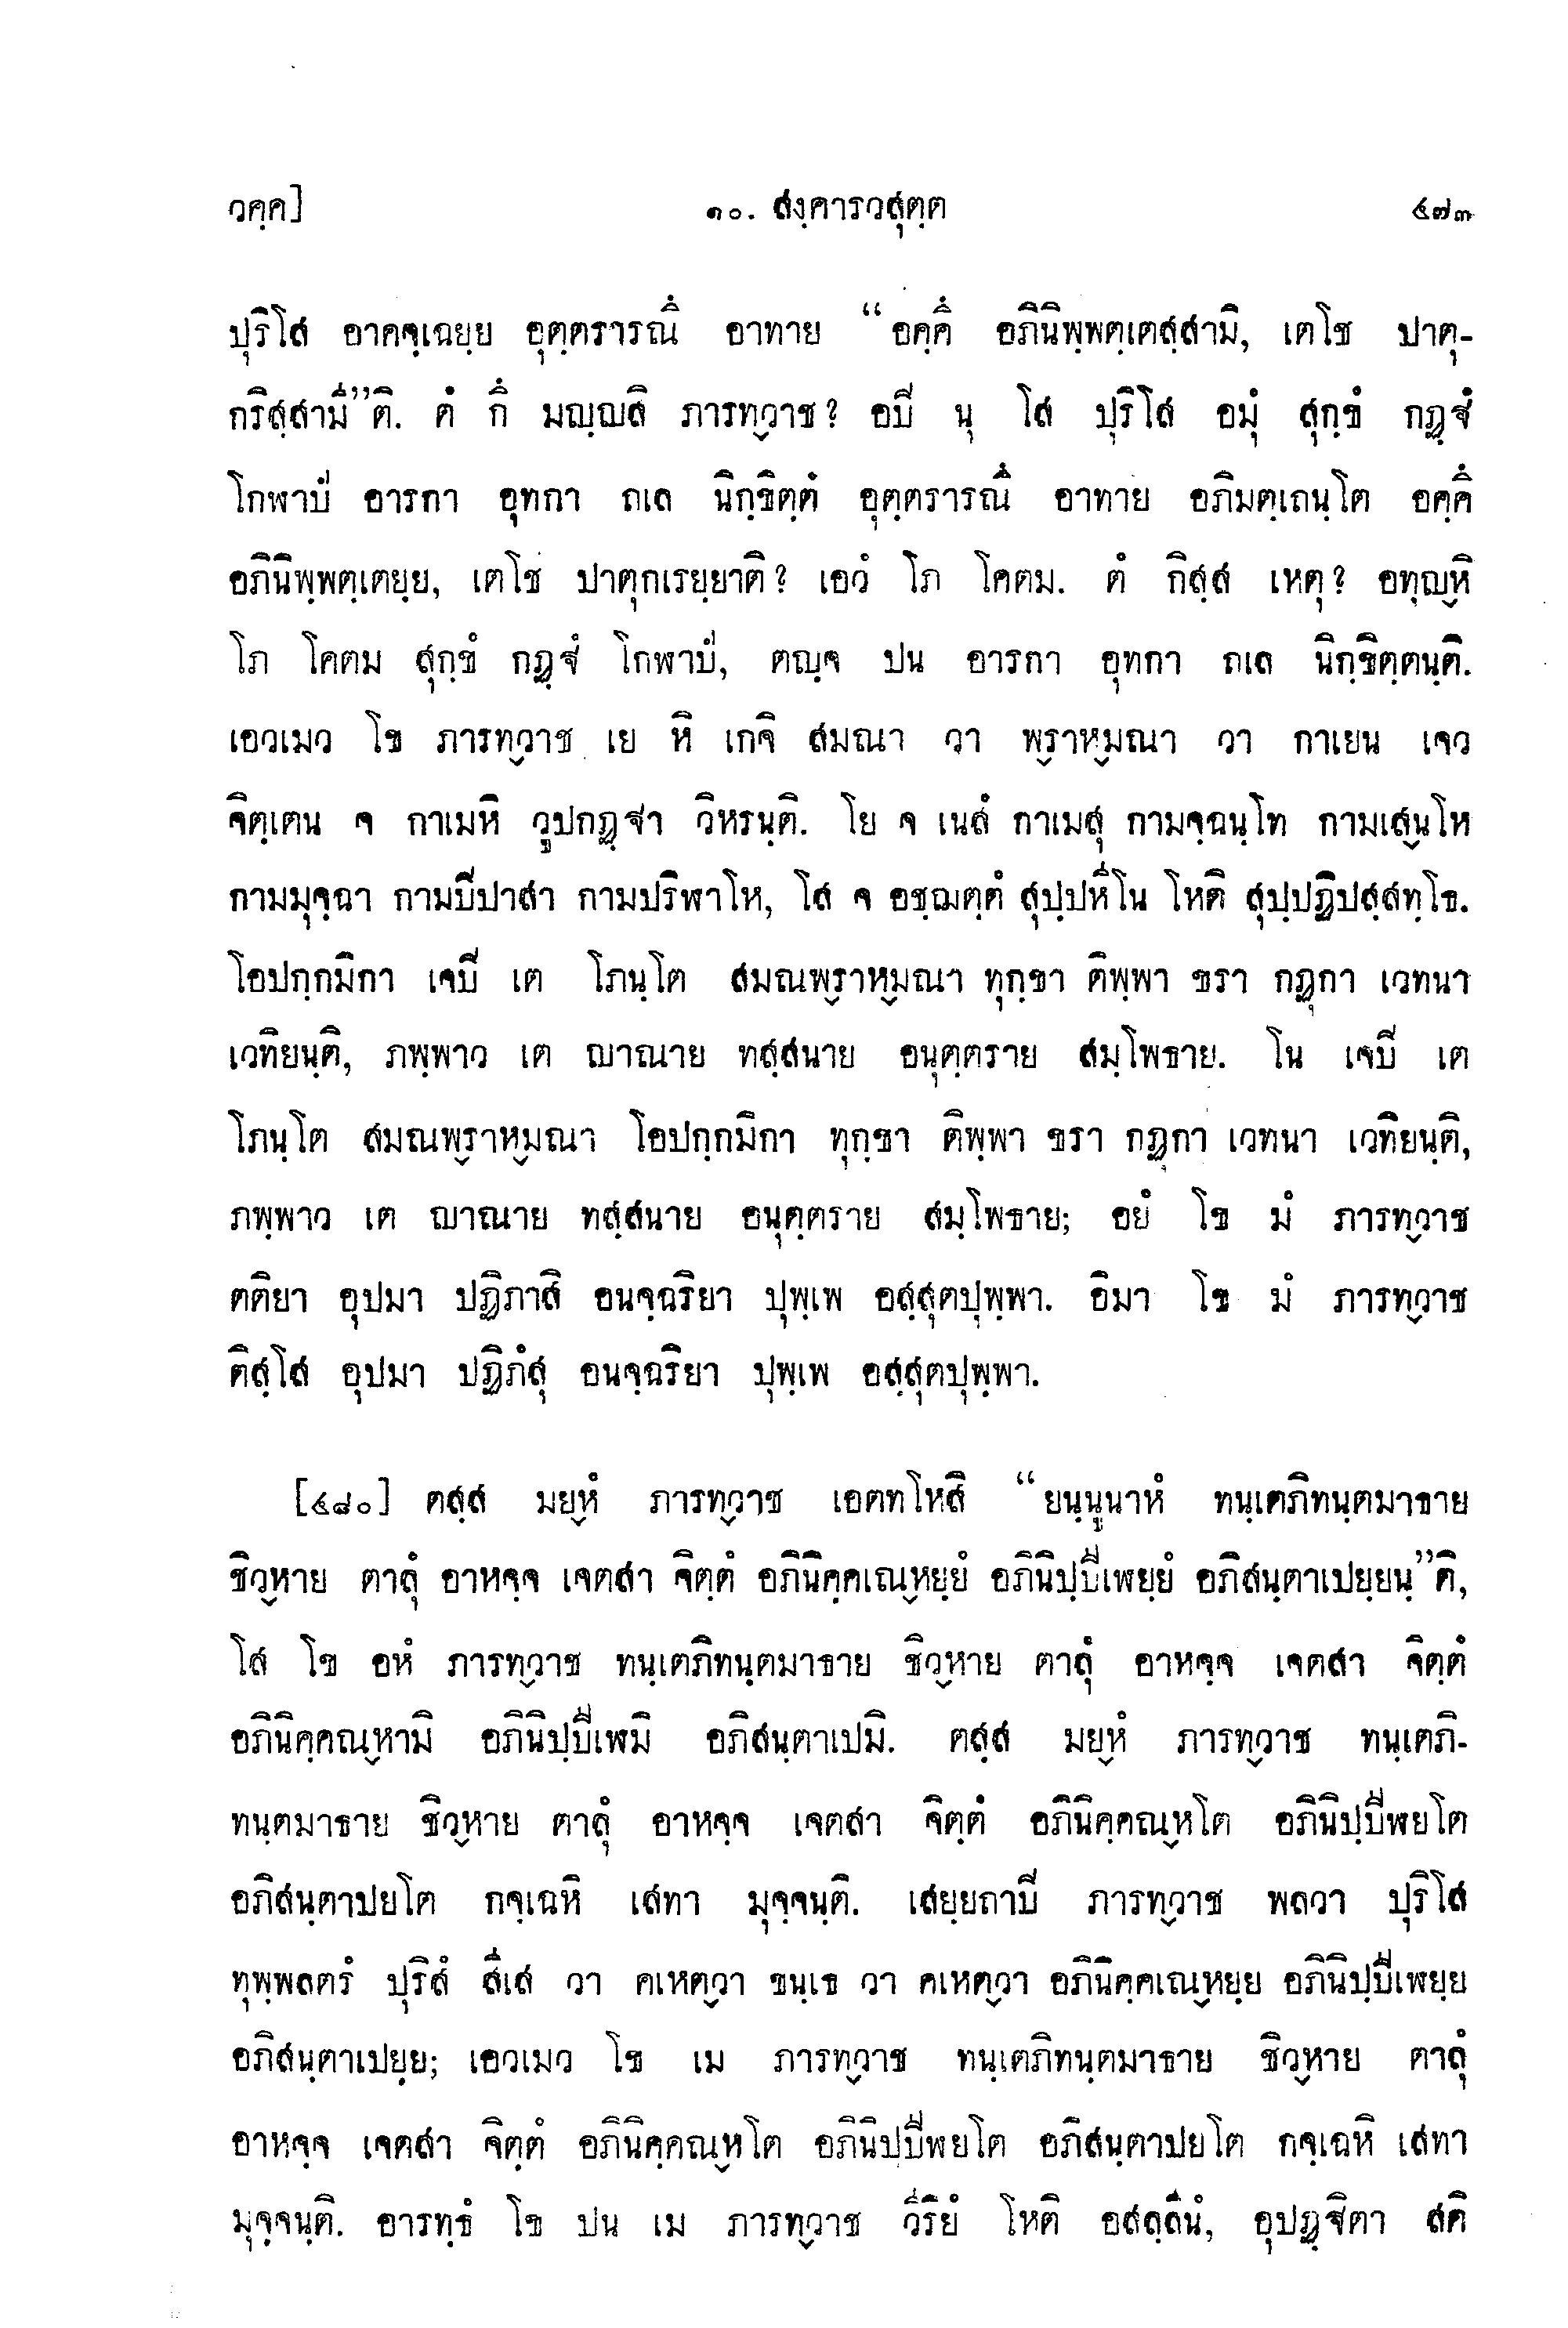 วคฺค]	๑๐. สงฺคารวสุตฺต	๔๗๓
ปุริโส อาคจฺเฉยฺย อุตฺตรารณึ อาทาย “อคฺคึ อภินิพฺพตฺเตสฺสามิ, เตโช ปาตุ-
กริสฺสามี”ติ. ตํ กึ มญฺญสิ ภารทฺวาช? อปิ นุ โส ปุริโส อมุํ สุกฺขํ กฏฺฐํ
โกฬาปํ อารกา อุทกา ถเล นิกฺขิตฺตํ อุตฺตรารณึ อาทาย อภิมตฺเถนฺโต อคฺคึ
อภินิพฺพตฺเตยฺย, เตโช ปาตุกเรยฺยาติ? เอวํ โภ โคตม. ตํ กิสฺส เหตุ? อทุญฺหิ
โภ โคตม สุกฺขํ กฏฺฐํ โกฬาปํ, ตญฺจ ปน อารกา อุทกา ถเล นิกฺขิตฺตนฺติ.
เอวเมว โข ภารทฺวาช เย หิ เกจิ สมณา วา พฺราหฺมณา วา กาเยน เจว
จิตฺเตน จ กาเมหิ วูปกฏฺฐา วิหรนฺติ. โย จ เนสํ กาเมสุ กามจฺฉนฺโท กามเสฺนโห
กามมุจฺฉา กามปิปาสา กามปริฬาโห, โส จ อชฺฌตฺตํ สุปฺปหีโน โหติ สุปฺปฏิปสฺสทฺโธ.
โอปกฺกมิกา เจปิ เต โภนฺโต สมณพฺราหฺมณา ทุกฺขา ติพฺพา ขรา กฏุกา เวทนา
เวทิยนฺติ, ภพฺพาว เต ญาณาย ทสฺสนาย อนุตฺตราย สมฺโพธาย. โน เจปิ เต
โภนฺโต สมณพฺราหฺมณา โอปกฺกมิกา ทุกฺขา ติพฺพา ขรา กฏุกา เวทนา เวทิยนฺติ,
ภพฺพาว เต ญาณาย ทสฺสนาย อนุตฺตราย สมฺโพธาย; อยํ โข มํ ภารทฺวาช
ตติยา อุปมา ปฏิภาสิ อนจฺฉริยา ปุพฺเพ อสฺสุตปุพฺพา. อิมา โข มํ ภารทฺวาช
ติสฺโส อุปมา ปฏิภํสุ อนจฺฉริยา ปุพฺเพ อสฺสุตปุพฺพา.
[๔๘๐] ตสฺส มยฺหํ ภารทฺวาช เอตทโหสิ “ยนฺนูนาหํ ทนฺเตภิทนฺตมาธาย
ชิวฺหาย ตาลุํ อาหจฺจ เจตสา จิตฺตํ อภินิคฺคเณฺหยฺยํ อภินิปฺปีเฬยฺยํ อภิสนฺตาเปยฺยนฺ”ติ,
โส โข อหํ ภารทฺวาช ทนฺเตภิทนฺตมาธาย ชิวฺหาย ตาลุํ อาหจฺจ เจตสา จิตฺตํ
อภินิคฺคณฺหามิ อภินิปฺปีเฬมิ อภิสนฺตาเปมิ. ตสฺส มยฺหํ ภารทฺวาช ทนฺเตภิ-
ทนฺตมาธาย ชิวฺหาย ตาลุํ อาหจฺจ เจตสา จิตฺตํ อภินิคฺคณฺหโต อภินิปฺปีฬยโต
อภิสนฺตาปยโต กจฺเฉหิ เสทา มุจฺจนฺติ. เสยฺยถาปิ ภารทฺวาช พลวา ปุริโส
ทุพฺพลตรํ ปุริสํ สีเส วา คเหตฺวา ขนฺเธ วา คเหตฺวา อภินิคฺคเณฺหยฺย อภินิปฺปีเฬยฺย
อภิสนฺตาเปยฺย; เอวเมว โข เม ภารทฺวาช ทนฺเตภิทนฺตมาธาย ชิวฺหาย ตาลุํ
อาหจฺจ เจตสา จิตฺตํ อภินิคฺคณฺหโต อภินิปฺปีฬยโต อภิสนฺตาปยโต กจฺเฉหิ เสทา
มุจฺจนฺติ. อารทฺธํ โข ปน เม ภารทฺวาช วีริยํ โหติ อสลฺลีนํ, อุปฏฺฐิตา สติ